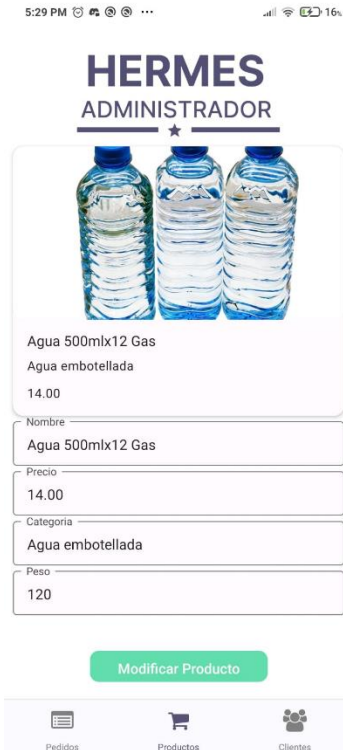 5:29 PM
16%
HERMES
ADMINISTRADOR
Agua 500mlx12 Gas
Agua embotellada
14.00
Nombre
Agua 500mlx12 Gas
Precio
14.00
Categoria
Agua embotellada
Peso
120
Modificar Producto
Pedidos Productos Clientes